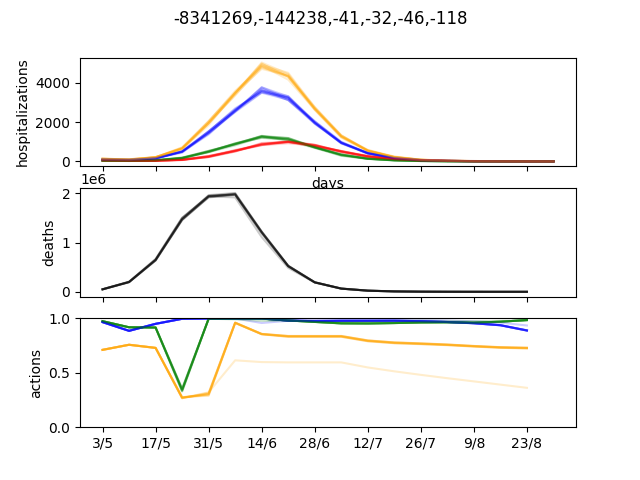 -8341269,-144238,-41,-32,-46,-118
hospitalizations
4000
2000
0
days
1e6
deaths
2
1
0
actions
1.0
0.5
0.0
3/5 17/5 31/5 14/6 28/6 12/7 26/7 9/8 23/8